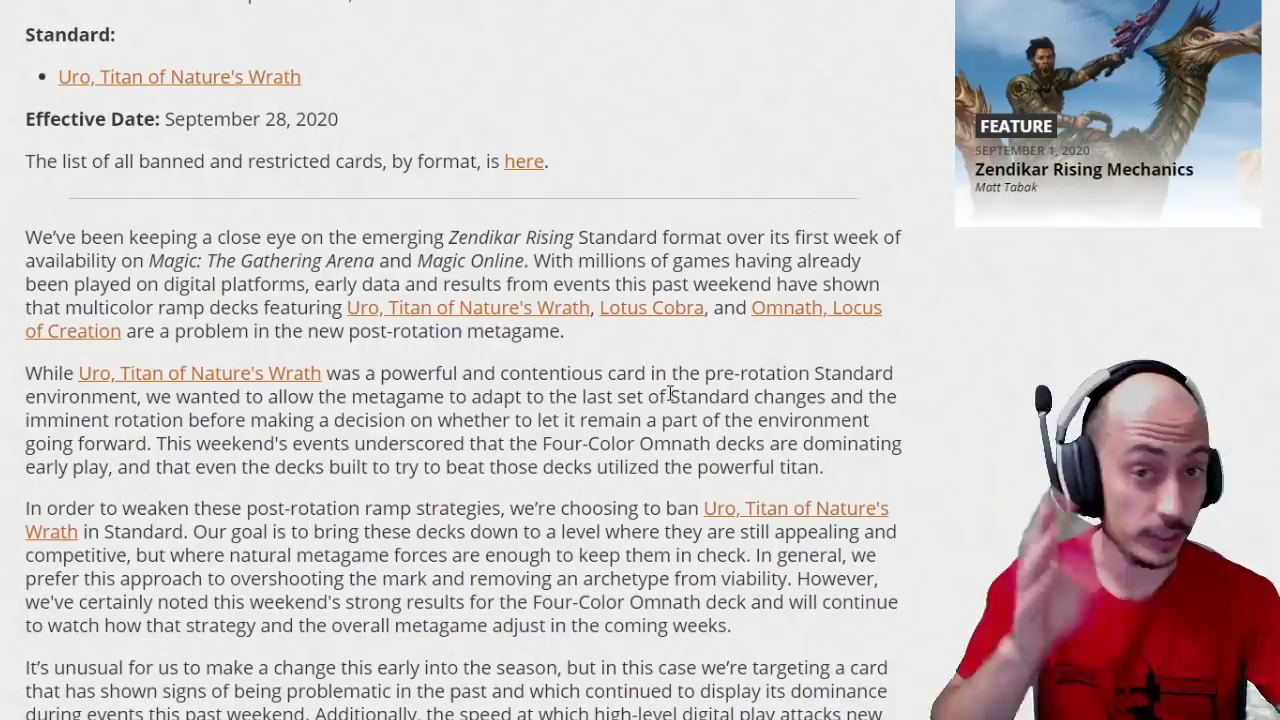 Standard:
• Uro, Titan of Nature's Wrath
Effective Date: September 28, 2020
The list of all banned and restricted cards, by format, is here.
We’ve been keeping a close eye on the emerging Zendikar Rising Standard format over its first week of
availability on Magic: The Gathering Arena and Magic Online. With millions of games having already
been played on digital platforms, early data and results from events this past weekend have shown
that multicolor ramp decks featuring Uro, Titan of Nature's Wrath, Lotus Cobra, and Omnath, Locus
of Creation are a problem in the new post-rotation metagame.
While Uro, Titan of Nature's Wrath was a powerful and contentious card in the pre-rotation Standard
environment, we wanted to allow the metagame to adapt to the last set of Standard changes and the
imminent rotation before making a decision on whether to let it remain a part of the environment
going forward. This weekend's events underscored that the Four-Color Omnath decks are dominating
early play, and that even the decks built to try to beat those decks utilized the powerful titan.
In order to weaken these post-rotation ramp strategies, we’re choosing to ban Uro, Titan of Nature's
Wrath in Standard. Our goal is to bring these decks down to a level where they are still appealing and
competitive, but where natural metagame forces are enough to keep them in check. In general, we
prefer this approach to overshooting the mark and removing an archetype from viability. However,
we've certainly noted this weekend's strong results for the Four-Color Omnath deck and will continue
to watch how that strategy and the overall metagame adjust in the coming weeks.
It’s unusual for us to make a change this early into the season, but in this case we’re targeting a card
that has shown signs of being problematic in the past and which continued to display its dominance
during events this past weekend. Additionally, the speed at which high-level digital play attacks new
FEATURE
SEPTEMBER 1, 2020
Zendikar Rising Mechanics
Matt Tabak